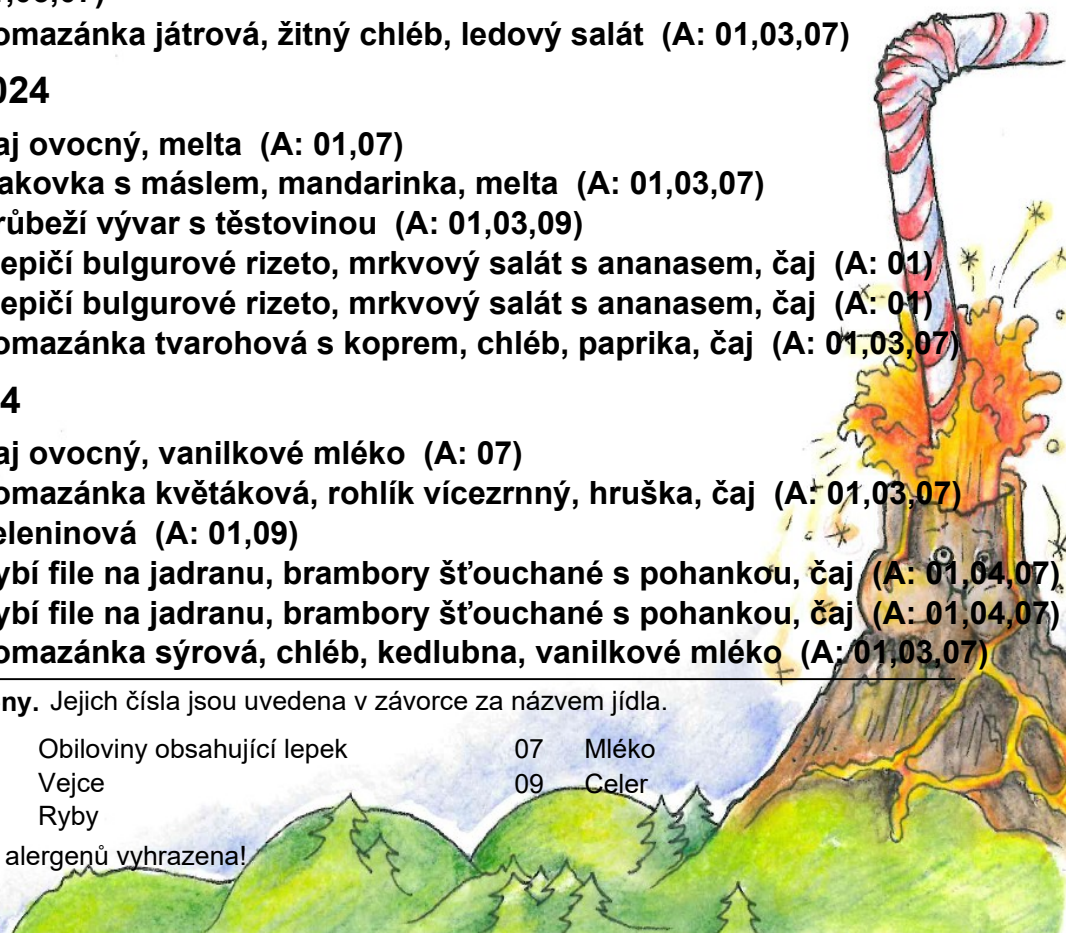 omazánka játrová, žitný chléb, ledový salát (A: 01,03,07)
024
aj ovocný, melta (A: 01,07)
akovka s máslem, mandarinka, melta (A: 01,03,07)
růbeží vývar s těstovinou (A: 01,03,09)
epičí bulgurové rizeto, mrkvový salát s ananasem, čaj (A: 01)
epičí bulgurové rizeto, mrkvový salát s ananasem, čaj (A: 01)
omazánka tvarohová s koprem, chléb, paprika, čaj (A: 01,03,07)
4
aj ovocný, vanilkové mléko (A: 07)
omazánka květáková, rohlík vícezrnný, hruška, čaj (A: 01,03,07)
eleninová (A: 01,09)
ybí file na jadranu, brambory šťouchané s pohankou, čaj (A: 01,04,07)
ybí file na jadranu, brambory šťouchané s pohankou, čaj (A: 01,04,07)
omazánka sýrová, chléb, kedlubna, vanilkové mléko (A: 01,03,07)
ny. Jejich čísla jsou uvedena v závorce za názvem jídla.
Obiloviny obsahující lepek 07 Mléko
Vejce 09 Celer
Ryby
alergenů vyhrazena!